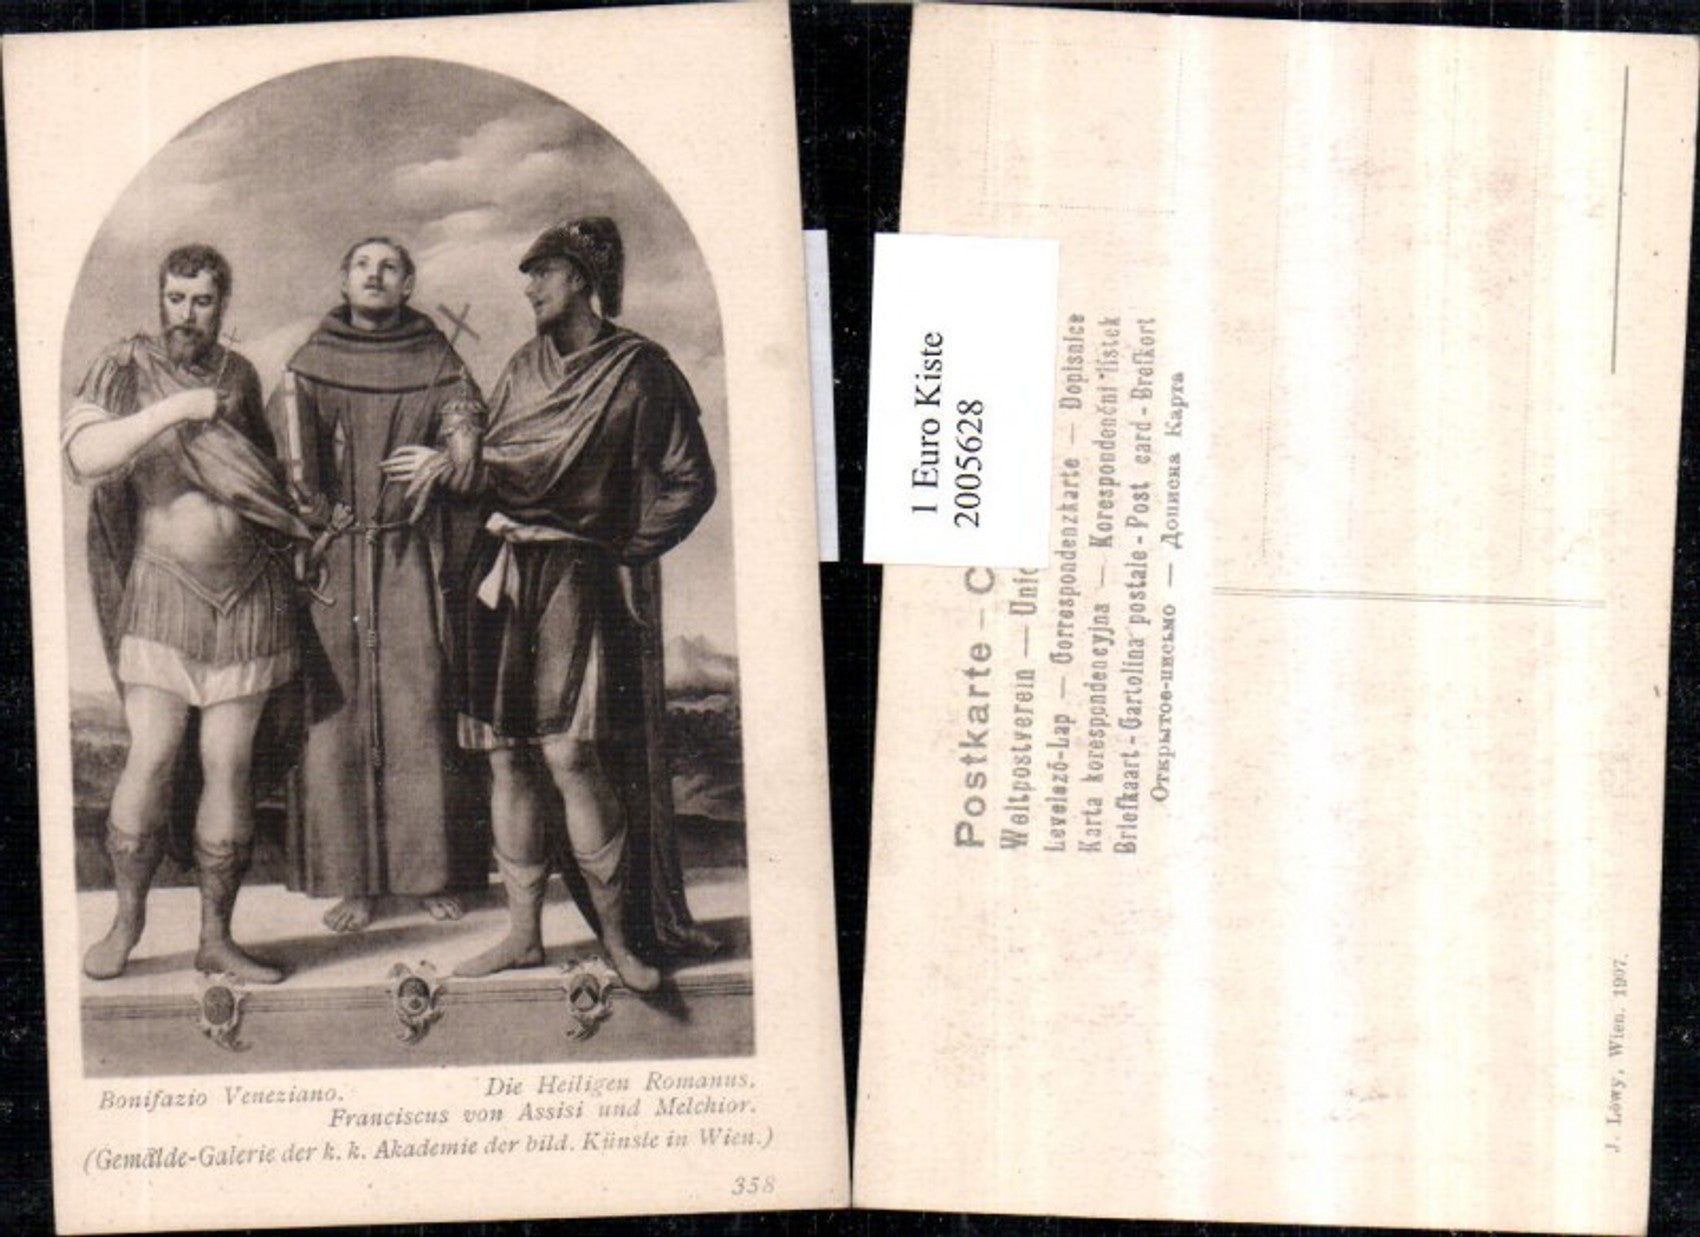 Bonifazio Veneziano. Die Heiligen Romanus.
Franciscus von Assisi und Melchior.
(Gemälde-Galerie der k. k. Akademie der bild. Künste in Wien.)
358
1 Euro Kiste
20056628
Postkarte – C
Weltpostverein — Unio
Levelező-Lap — Correspondenzkarte — Dopisnice
Karta korespondencyjna — Korespondenční lístek
Briefkaart - Cartolina postale - Post card - Brefkort
Открытое-письмо — Дописна Карта
J. Löwy, Wien. 1907.